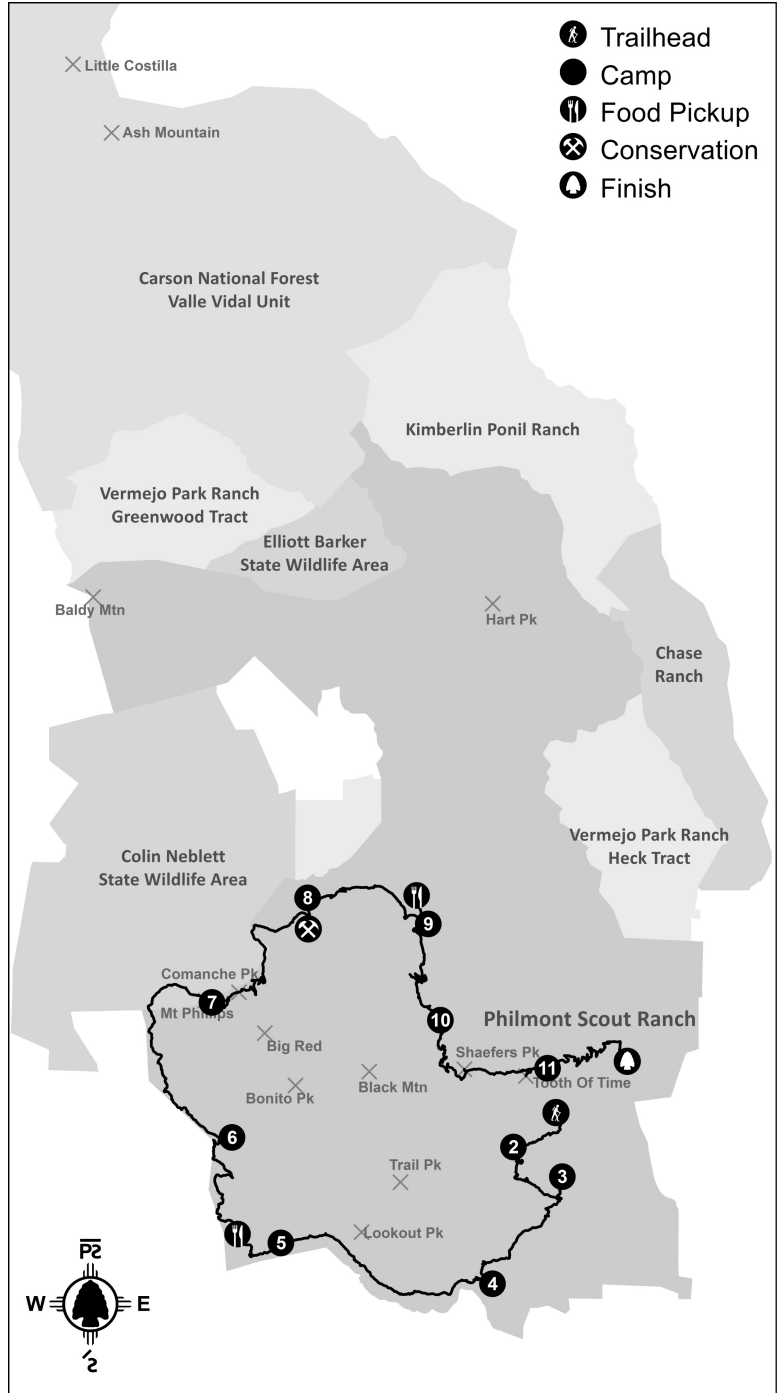 Trailhead
Camp
Food Pickup
Conservation
Finish
Little Costilla
Ash Mountain
Carson National Forest
Valle Vidal Unit
Kimberlin Ponil Ranch
Vermejo Park Ranch
Greenwood Tract
Elliott Barker
State Wildlife Area
Baldy Mtn
Hart Pk
Chase
Ranch
Vermejo Park Ranch
Heck Tract
Colin Neblett
State Wildlife Area
8
9
Comanche Pk
7
Mt Phillips
10
Philmont Scout Ranch
Big Red
Shaefers Pk
11
Tooth Of Time
Black Mtn
Bonito Pk
6
2
Trail Pk
3
Lookout Pk
5
4
W
E